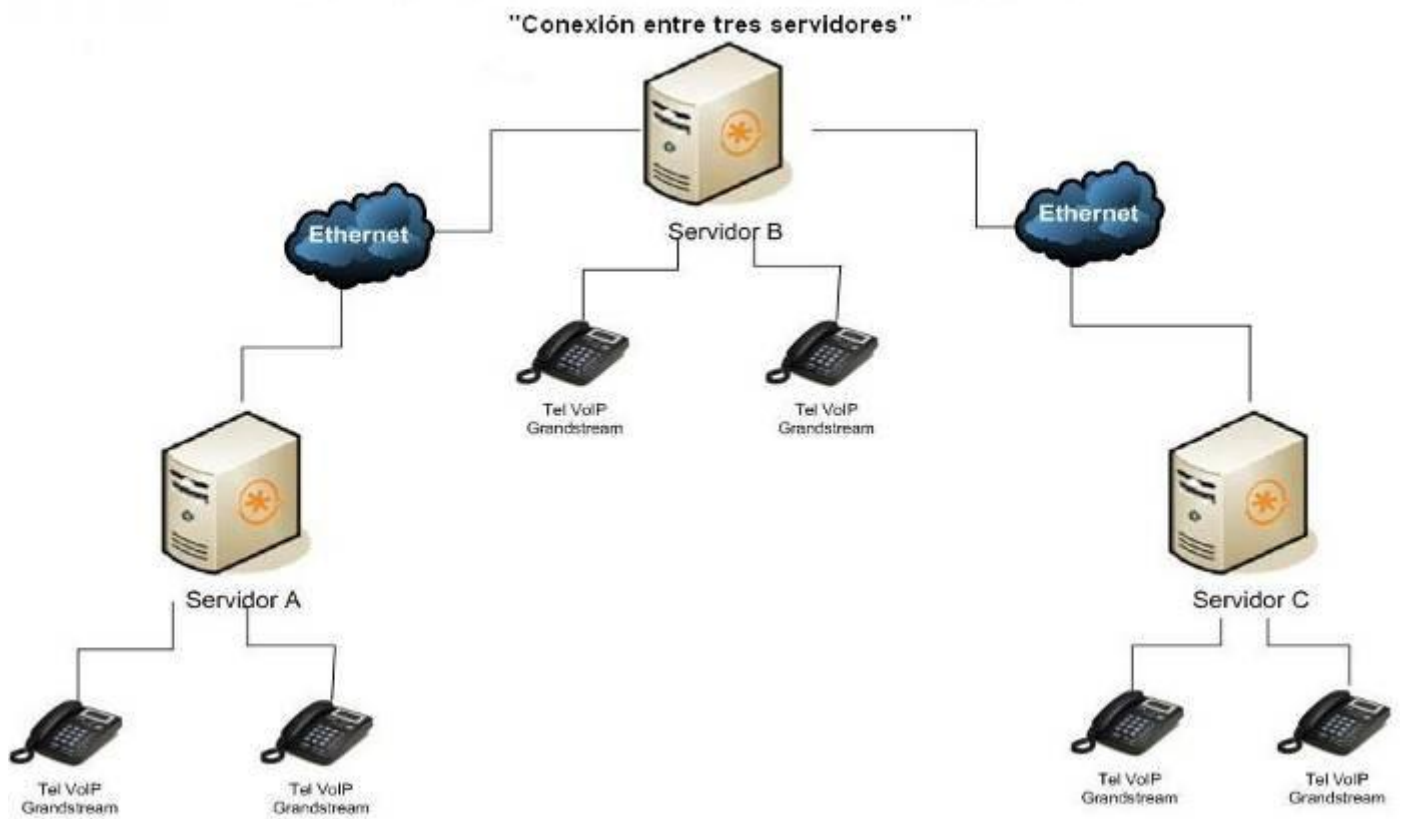 "Conexión entre tres servidores"
Ethernet
Ethernet
Servidor B
Tel VoIP
Grandstream
Tel VoIP
Grandstream
Servidor A
Servidor C
Tel VoIP
Grandstream
Tel VoIP
Grandstream
Tel VoIP
Grandstream
Tel VoIP
Grandstream